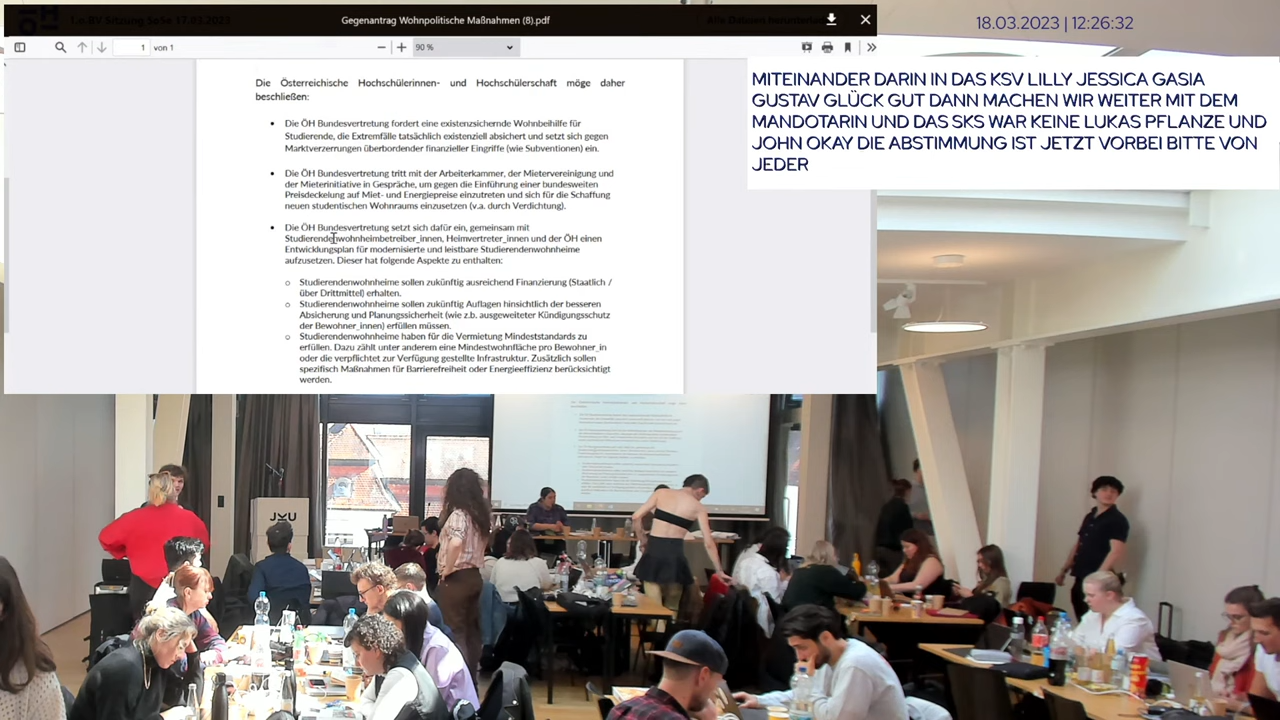 1.o BV Sitzung SoSe 17.03.2023
Gegenantrag Wohnpolitische Maßnahmen (8).pdf
18.03.2023 | 12:26:32
1 von 1
90 %
Die Österreichische Hochschülerinnen- und Hochschülerschaft möge daher
beschließen:
• Die ÖH Bundesvertretung fordert eine existenzsichernde Wohnbeihilfe für
Studierende, die Extremfälle tatsächlich existenziell absichert und setzt sich gegen
Marktverzerrungen überbordender finanzieller Eingriffe (wie Subventionen) ein.
• Die ÖH Bundesvertretung tritt mit der Arbeiterkammer, der Mietervereinigung und
der Mieterinitiative in Gespräche, um gegen die Einführung einer bundesweiten
Preisdeckelung auf Miet- und Energiepreise einzutreten und sich für die Schaffung
neuen studentischen Wohnraums einzusetzen (v.a. durch Verdichtung).
• Die ÖH Bundesvertretung setzt sich dafür ein, gemeinsam mit
Studierendenwohnheimbetreiber_innen, Heimvertreter_innen und der ÖH einen
Entwicklungsplan für modernisierte und leistbare Studierendenwohnheime
aufzusetzen. Dieser hat folgende Aspekte zu enthalten:
o Studierendenwohnheime sollen zukünftig ausreichend Finanzierung (Staatlich /
über Drittmittel) erhalten.
o Studierendenwohnheime sollen zukünftig Auflagen hinsichtlich der besseren
Absicherung und Planungssicherheit (wie z.b. ausgeweiteter Kündigungsschutz
der Bewohner_innen) erfüllen müssen.
o Studierendenwohnheime haben für die Vermietung Mindeststandards zu
erfüllen. Dazu zählt unter anderem eine Mindestwohnfläche pro Bewohner_in
oder die verpflichtet zur Verfügung gestellte Infrastruktur. Zusätzlich sollen
spezifisch Maßnahmen für Barrierefreiheit oder Energieeffizienz berücksichtigt
werden.
MITEINANDER DARIN IN DAS KSV LILLY JESSICA GASIA
GUSTAV GLÜCK GUT DANN MACHEN WIR WEITER MIT DEM
MANDOTARIN UND DAS SKS WAR KEINE LUKAS PFLANZE UND
JOHN OKAY DIE ABSTIMMUNG IST JETZT VORBEI BITTE VON
JEDER
JKU